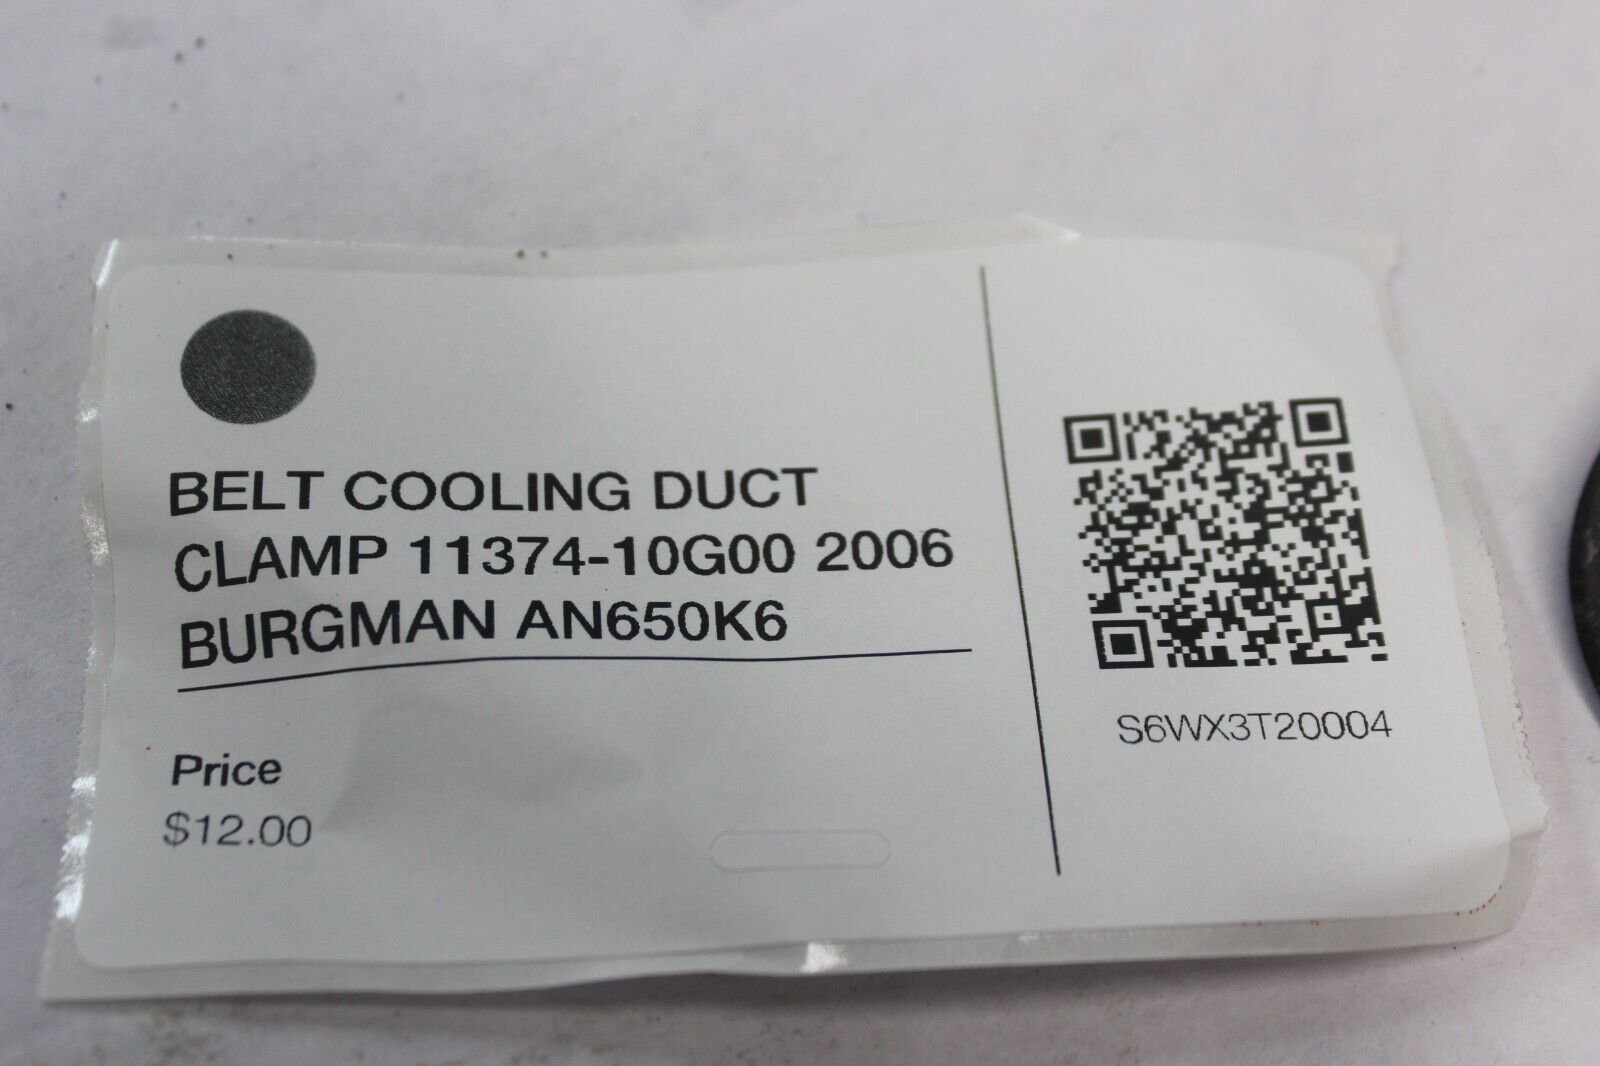 BELT COOLING DUCT
CLAMP 11374-10G00 2006
BURGMAN AN650K6
Price
$12.00
S6WX3T20004